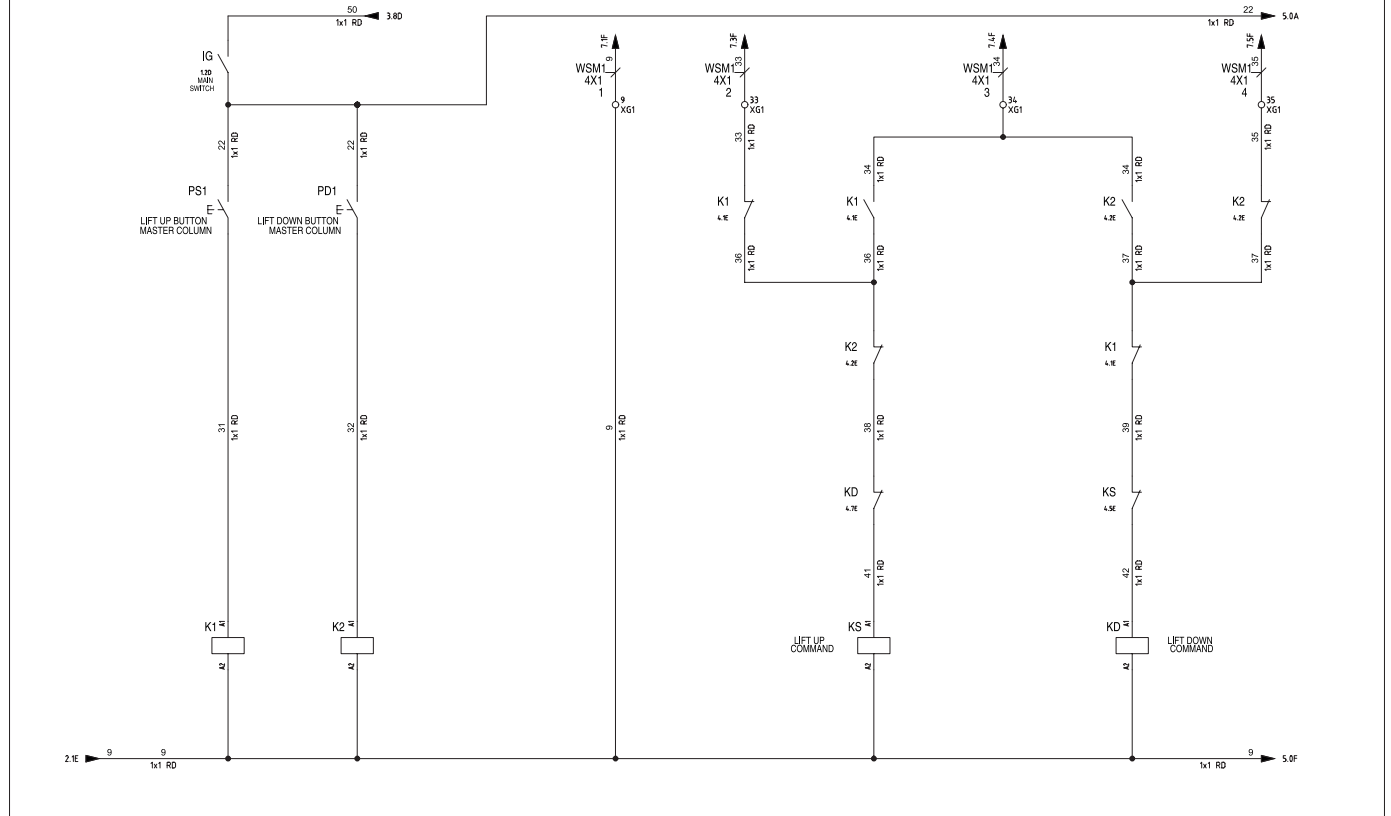 50
3.8D
1x1 RD
22
5.0A
1x1 RD
IG
1.2D
MAIN
SWITCH
7.1F
9
WSM1
4X1
1
9
XG1
7.3F
33
WSM1
4X1
2
33
XG1
7.4F
34
WSM1
4X1
3
34
XG1
7.5F
35
WSM1
4X1
4
35
XG1
22
1x1 RD
22
1x1 RD
33
1x1 RD
34
1x1 RD
34
1x1 RD
35
1x1 RD
PS1
LIFT UP BUTTON
MASTER COLUMN
PD1
LIFT DOWN BUTTON
MASTER COLUMN
K1
4.1E
K1
4.1E
K2
4.2E
K2
4.2E
36
1x1 RD
36
1x1 RD
37
1x1 RD
37
1x1 RD
K2
4.2E
K1
4.1E
31
1x1 RD
32
1x1 RD
9
1x1 RD
38
1x1 RD
39
1x1 RD
KD
4.7E
KS
4.5E
41
1x1 RD
42
1x1 RD
K1
A1
A2
K2
A1
A2
LIFT UP
COMMAND
KS
A1
A2
KD
A1
A2
LIFT DOWN
COMMAND
2.1E
9
9
1x1 RD
9
5.0F
1x1 RD